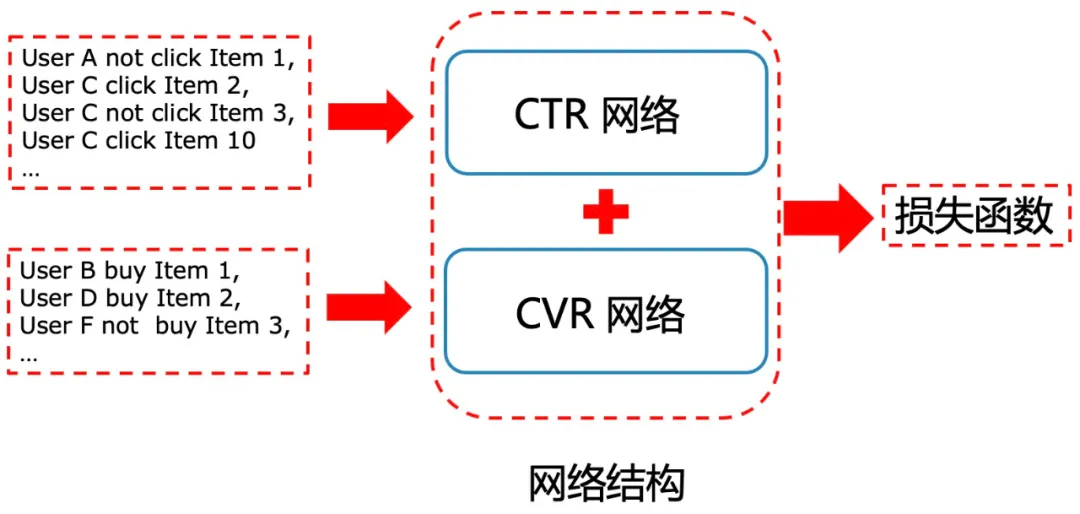 User A not click Item 1,
User C click Item 2,
User C not click Item 3,
User C click Item 10
...
CTR 网络
User B buy Item 1,
User D buy Item 2,
User F not buy Item 3,
...
CVR 网络
损失函数
网络结构